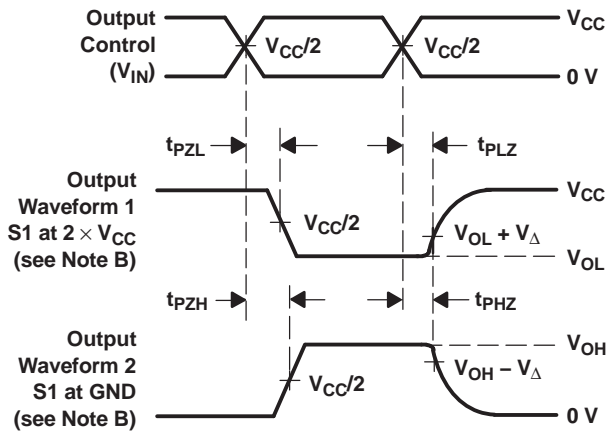 Output
Control
(VIN)
VCC
VCC/2
VCC/2
0 V
tPZL
tPLZ
Output
Waveform 1
S1 at 2 × VCC
(see Note B)
VCC
VCC/2
VOL + VΔ
VOL
tPZH
tPHZ
Output
Waveform 2
S1 at GND
(see Note B)
VOH
VCC/2
VOH − VΔ
0 V